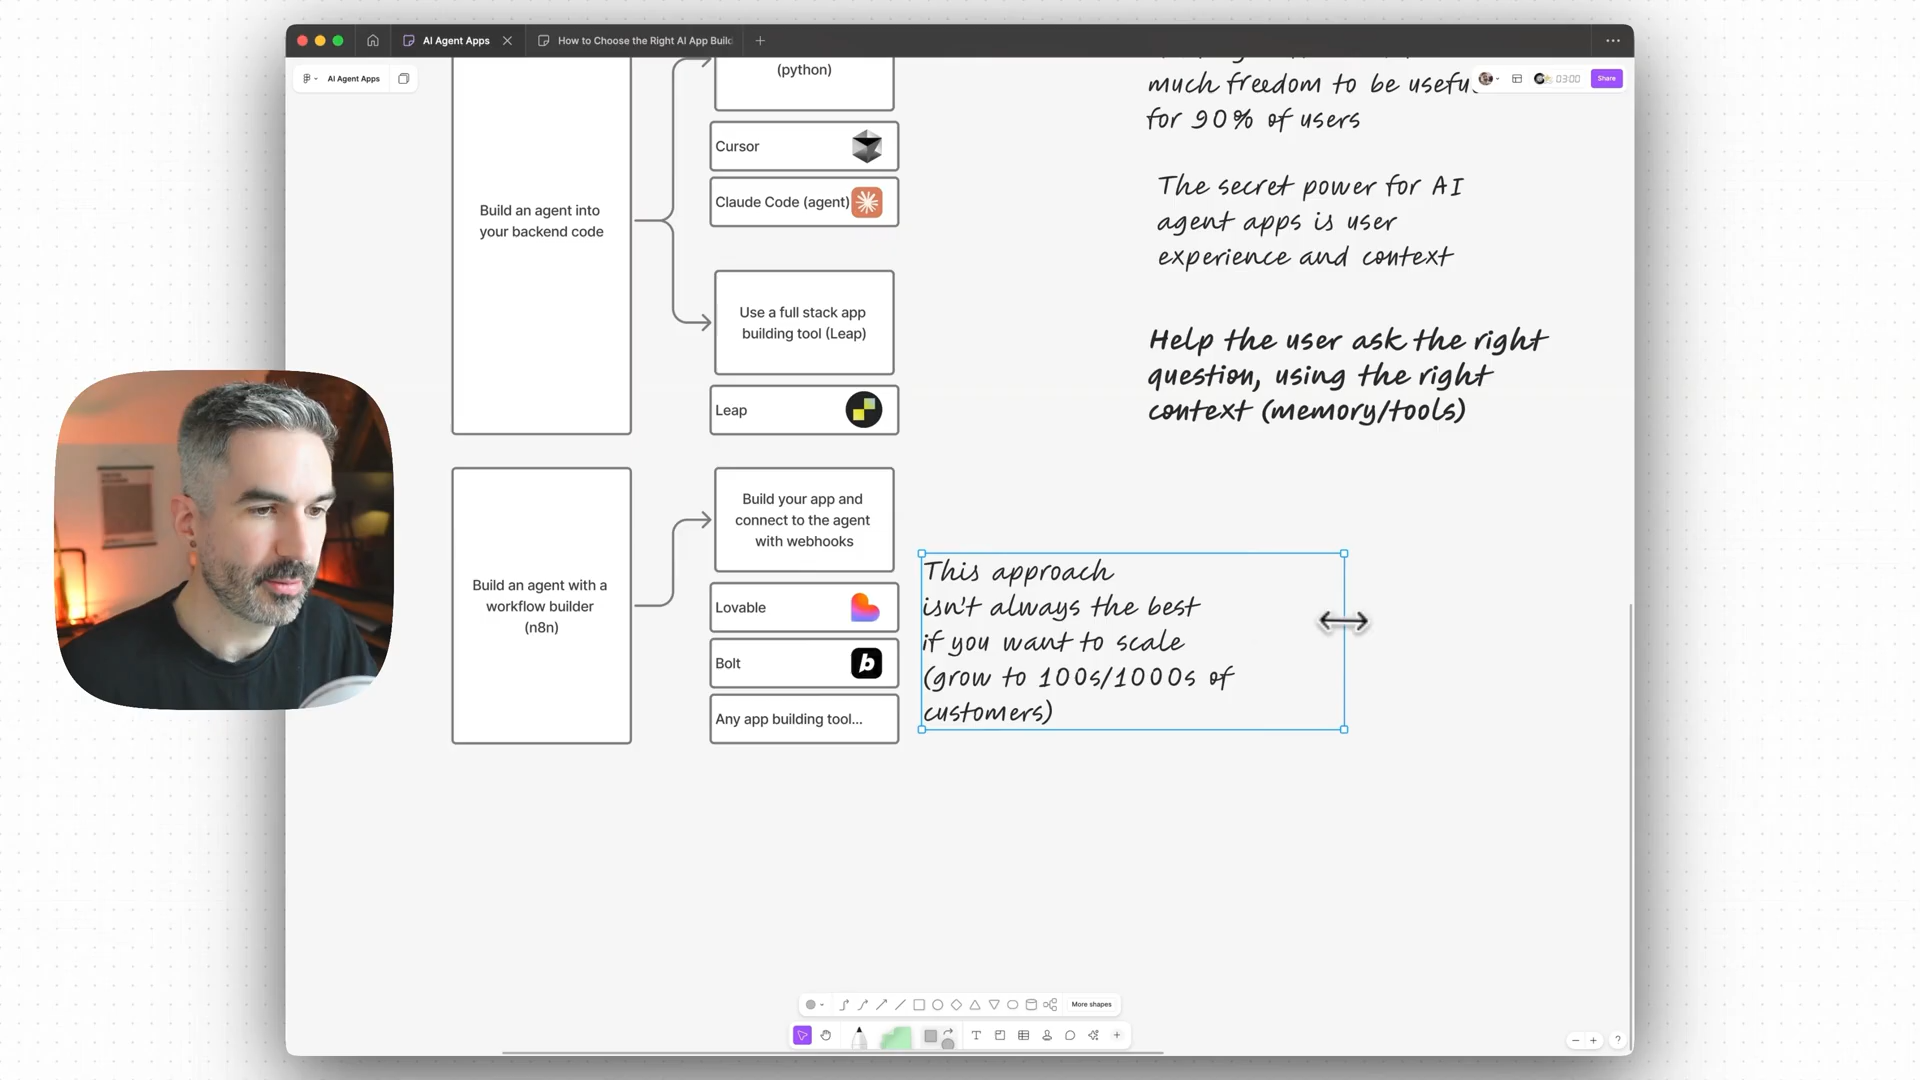 AI Agent Apps
How to Choose the Right AI App Build
AI Agent Apps
03:00
Share
(python)
Cursor
Claude Code (agent)
Build an agent into
your backend code
Use a full stack app
building tool (Leap)
Leap
much freedom to be usefu
for 90% of users
The secret power for AI
agent apps is user
experience and context
Help the user ask the right
question, using the right
context (memory/tools)
Build an agent with a
workflow builder
(n8n)
Build your app and
connect to the agent
with webhooks
Lovable
Bolt
b
Any app building tool...
This approach
isn't always the best
if you want to scale
(grow to 100s/1000s of
customers)
More shapes